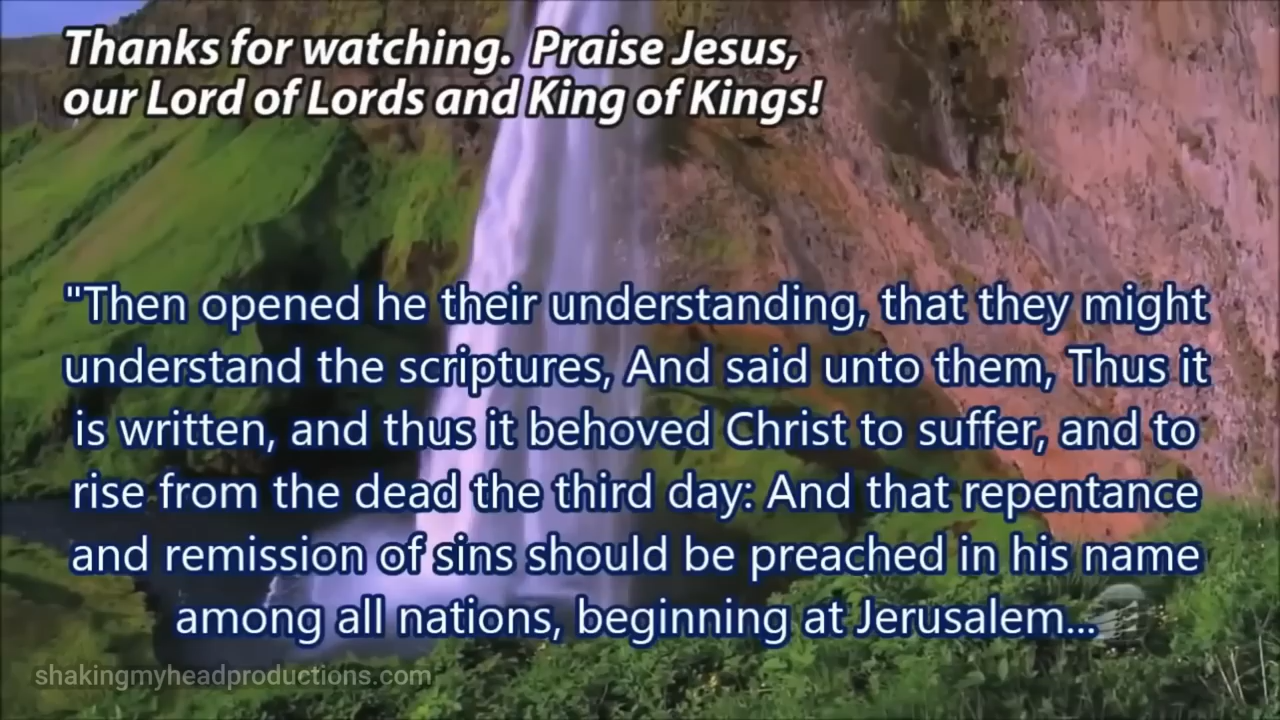 Thanks for watching.  Praise Jesus,
our Lord of Lords and King of Kings!
"Then opened he their understanding, that they might
understand the scriptures, And said unto them, Thus it
is written, and thus it behoved Christ to suffer, and to
rise from the dead the third day: And that repentance
and remission of sins should be preached in his name
among all nations, beginning at Jerusalem...
shakingmyheadproductions.com